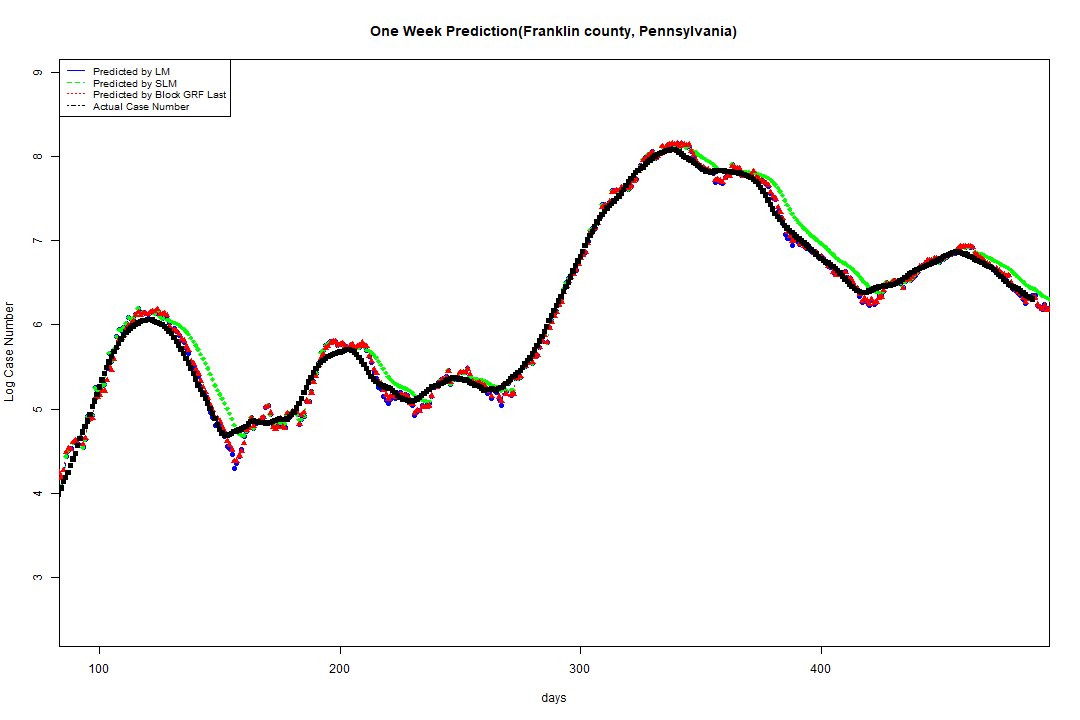 One Week Prediction(Franklin county, Pennsylvania)
Predicted by LM
Predicted by SLM
Predicted by Block GRF Last
Actual Case Number
9
8
7
6
5
4
3
Log Case Number
100 200 300 400
days